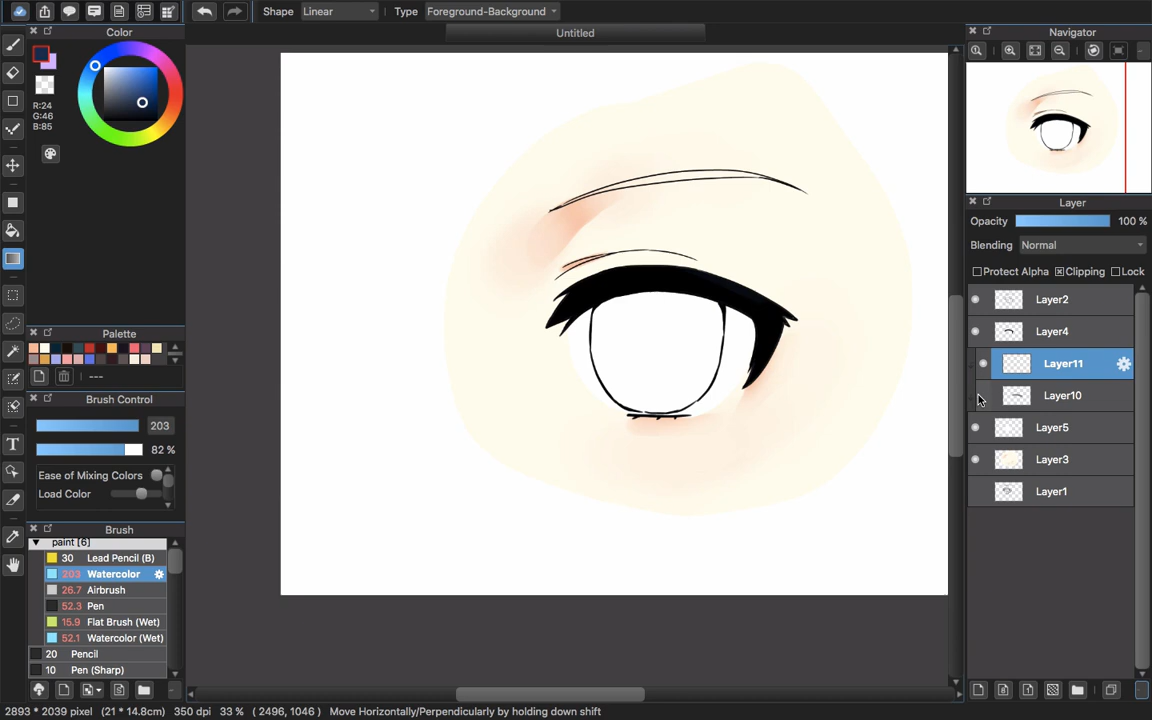 Shape Linear Type Foreground-Background
Color
Untitled
Navigator
R:24
G:46
B:85
Layer
Opacity 100 %
Blending Normal
Protect Alpha Clipping Lock
Layer2
Layer4
Layer11
Layer10
Layer5
Layer3
Layer1
Palette
---
Brush Control
203
82 %
Ease of Mixing Colors
Load Color
Brush
paint [6]
30 Lead Pencil (B)
203 Watercolor
26.7 Airbrush
52.3 Pen
15.9 Flat Brush (Wet)
52.1 Watercolor (Wet)
20 Pencil
10 Pen (Sharp)
2893 * 2039 pixel (21 * 14.8cm) 350 dpi 33 % ( 2496, 1046 ) Move Horizontally/Perpendicularly by holding down shift